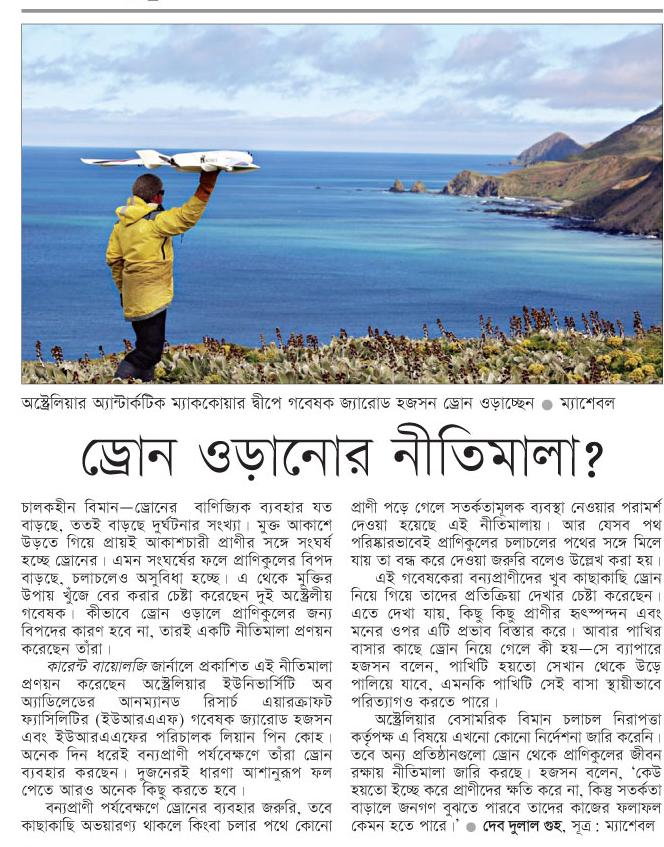 অস্ট্রেলিয়ার অ্যান্টার্কটিক ম্যাককোয়ার দ্বীপে গবেষক জ্যারোড হজসন ড্রোন ওড়াচ্ছেন ● ম্যাশেবল
ড্রোন ওড়ানোর নীতিমালা?
চালকহীন বিমান—ড্রোনের বাণিজ্যিক ব্যবহার যত
বাড়ছে, ততই বাড়ছে দুর্ঘটনার সংখ্যা। মুক্ত আকাশে
উড়তে গিয়ে প্রায়ই আকাশচারী প্রাণীর সঙ্গে সংঘর্ষ
হচ্ছে ড্রোনের। এমন সংঘর্ষের ফলে প্রাণিকুলের বিপদ
বাড়ছে, চলাচলেও অসুবিধা হচ্ছে। এ থেকে মুক্তির
উপায় খুঁজে বের করার চেষ্টা করেছেন দুই অস্ট্রেলীয়
গবেষক। কীভাবে ড্রোন ওড়ালে প্রাণিকুলের জন্য
বিপদের কারণ হবে না, তারই একটি নীতিমালা প্রণয়ন
করেছেন তাঁরা।
কারেন্ট বায়োলজি জার্নালে প্রকাশিত এই নীতিমালা
প্রণয়ন করেছেন অস্ট্রেলিয়ার ইউনিভার্সিটি অব
অ্যাডিলেডের আনম্যানড রিসার্চ এয়ারক্রাফট
ফ্যাসিলিটির (ইউআরএএফ) গবেষক জ্যারোড হজসন
এবং ইউআরএএফের পরিচালক লিয়ান পিন কোহ।
অনেক দিন ধরেই বন্যপ্রাণী পর্যবেক্ষণে তাঁরা ড্রোন
ব্যবহার করছেন। দুজনেরই ধারণা আশানুরূপ ফল
পেতে আরও অনেক কিছু করতে হবে।
বন্যপ্রাণী পর্যবেক্ষণে ড্রোনের ব্যবহার জরুরি, তবে
কাছাকাছি অভয়ারণ্য থাকলে কিংবা চলার পথে কোনো
প্রাণী পড়ে গেলে সতর্কতামূলক ব্যবস্থা নেওয়ার পরামর্শ
দেওয়া হয়েছে এই নীতিমালায়। আর যেসব পথ
পরিষ্কারভাবেই প্রাণিকুলের চলাচলের পথের সঙ্গে মিলে
যায় তা বন্ধ করে দেওয়া জরুরি বলেও উল্লেখ করা হয়।
এই গবেষকেরা বন্যপ্রাণীদের খুব কাছাকাছি ড্রোন
নিয়ে গিয়ে তাদের প্রতিক্রিয়া দেখার চেষ্টা করেছেন।
এতে দেখা যায়, কিছু কিছু প্রাণীর হৃৎস্পন্দন এবং
মনের ওপর এটি প্রভাব বিস্তার করে। আবার পাখির
বাসার কাছে ড্রোন নিয়ে গেলে কী হয়—সে ব্যাপারে
হজসন বলেন, পাখিটি হয়তো সেখান থেকে উড়ে
পালিয়ে যাবে, এমনকি পাখিটি সেই বাসা স্থায়ীভাবে
পরিত্যাগও করতে পারে।
অস্ট্রেলিয়ার বেসামরিক বিমান চলাচল নিরাপত্তা
কর্তৃপক্ষ এ বিষয়ে এখনো কোনো নির্দেশনা জারি করেনি।
তবে অন্য প্রতিষ্ঠানগুলো ড্রোন থেকে প্রাণিকুলের জীবন
রক্ষায় নীতিমালা জারি করছে। হজসন বলেন, ‘কেউ
হয়তো ইচ্ছে করে প্রাণীদের ক্ষতি করে না, কিন্তু সতর্কতা
বাড়ালে জনগণ বুঝতে পারবে তাদের কাজের ফলাফল
কেমন হতে পারে।’ ● দেব দুলাল গুহ, সূত্র : ম্যাশেবল